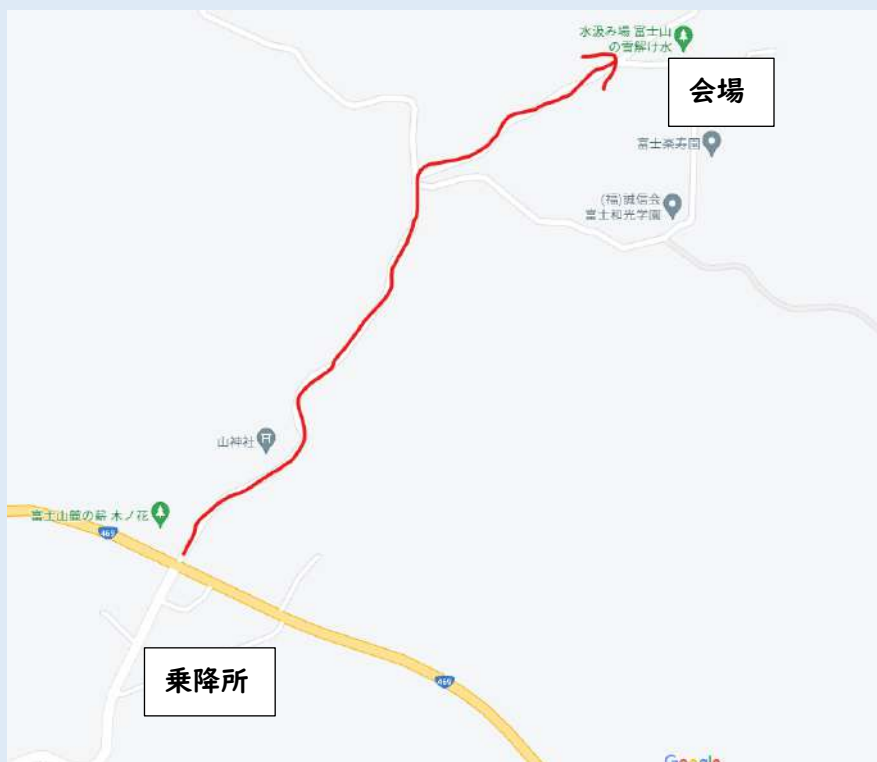 水汲み場 富士山
の雪解け水
会場
富士楽寿園
(福)誠信会
富士和光学園
山神社
富士山麓の薪 木ノ花
469
乗降所
469
Google